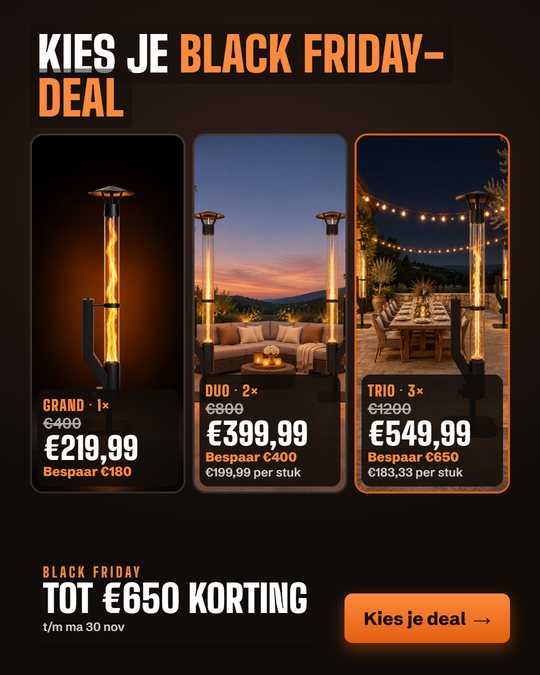 KIES JE BLACK FRIDAY-
DEAL
GRAND · 1×
€400
€219,99
Bespaar €180
DUO · 2×
€800
€399,99
Bespaar €400
€199,99 per stuk
TRIO · 3×
€1200
€549,99
Bespaar €650
€183,33 per stuk
BLACK FRIDAY
TOT €650 KORTING
t/m ma 30 nov
Kies je deal →